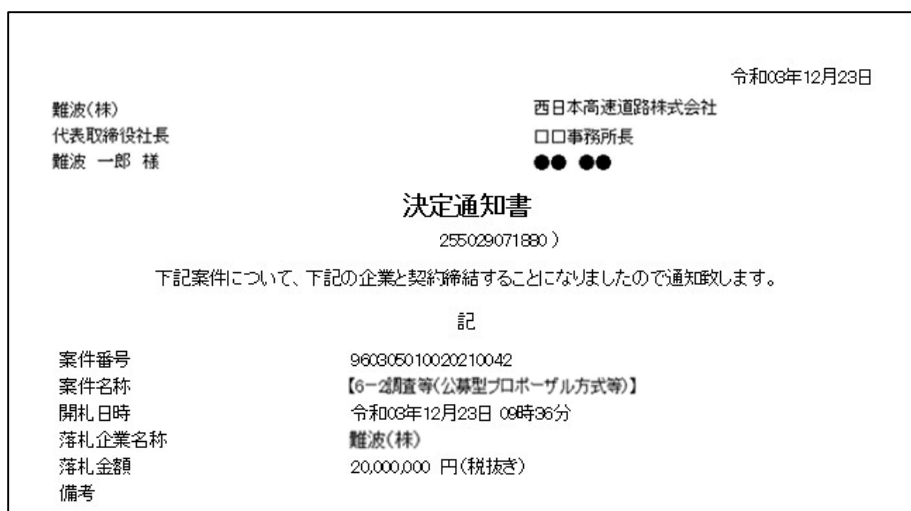 令和03年12月23日
難波(株)
代表取締役社長
難波 一郎 様
西日本高速道路株式会社
□□事務所長
●● ●●
決定通知書
255029071880)
下記案件について、下記の企業と契約締結することになりましたので通知致します。
記
案件番号 960305010020210042
案件名称 【6-2調査等(公募型プロポーザル方式等)】
開札日時 令和03年12月23日 09時36分
落札企業名称 難波(株)
落札金額 20,000,000 円(税抜き)
備考